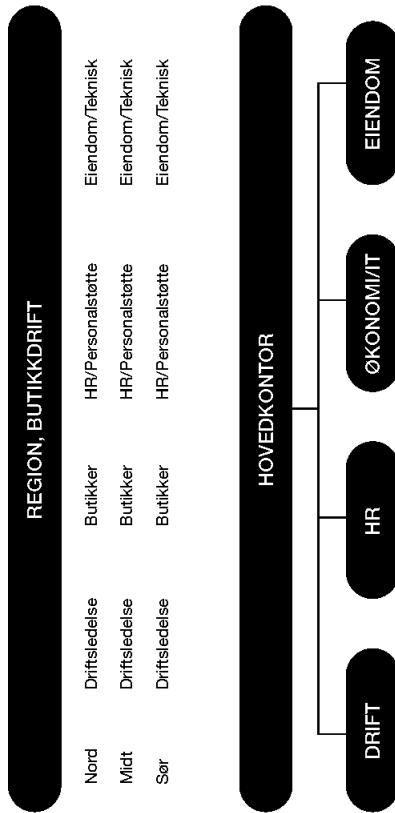 REGION, BUTIKKDRIFT
Nord Driftsledelse Butikker HR/Personalstøtte Eiendom/Teknisk
Midt Driftsledelse Butikker HR/Personalstøtte Eiendom/Teknisk
Sør Driftsledelse Butikker HR/Personalstøtte Eiendom/Teknisk
HOVEDKONTOR
DRIFT HR ØKONOMI/IT EIENDOM